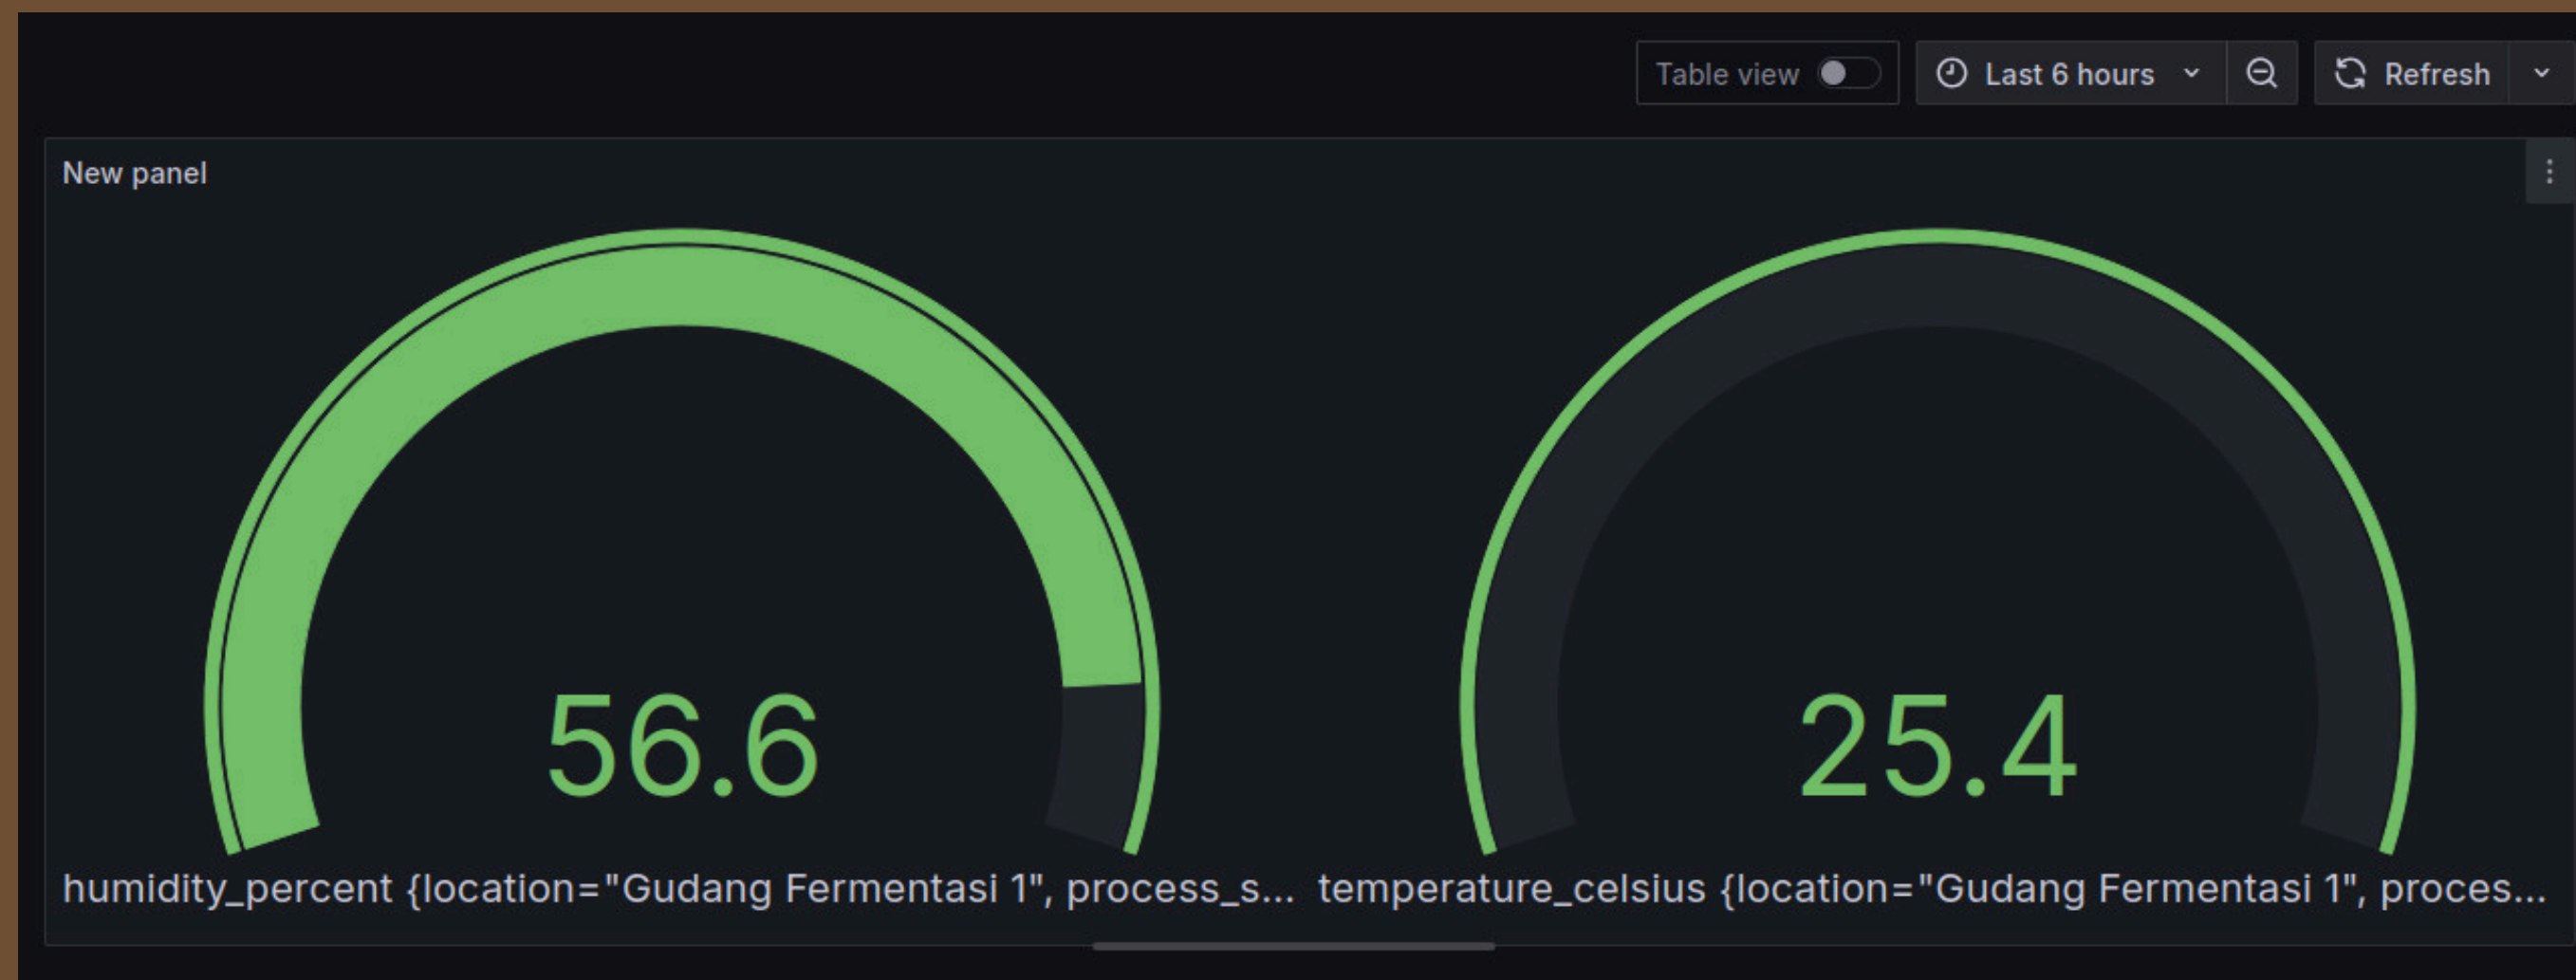 Table view Last 6 hours Refresh
New panel
56.6 25.4
humidity_percent {location="Gudang Fermentasi 1", process_s... temperature_celsius {location="Gudang Fermentasi 1", proces...